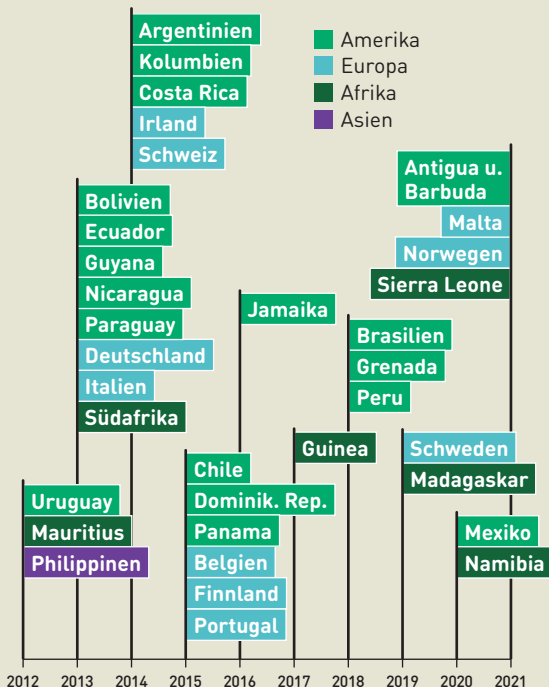 Argentinien
Kolumbien
Costa Rica
Irland
Schweiz
Amerika
Europa
Afrika
Asien
Bolivien
Ecuador
Guyana
Nicaragua
Paraguay
Deutschland
Italien
Südafrika
Antigua u.
Barbuda
Malta
Norwegen
Sierra Leone
Jamaika
Brasilien
Grenada
Peru
Guinea
Schweden
Madagaskar
Chile
Dominik. Rep.
Panama
Belgien
Finnland
Portugal
Uruguay
Mauritius
Philippinen
Mexiko
Namibia
2012 2013 2014 2015 2016 2017 2018 2019 2020 2021